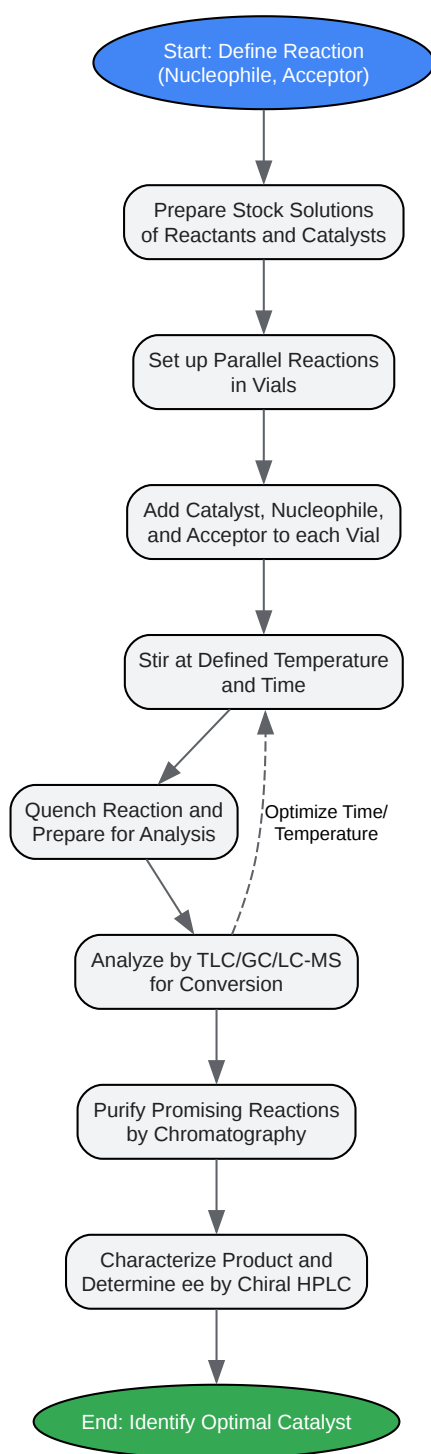 Start: Define Reaction
(Nucleophile, Acceptor)
Prepare Stock Solutions
of Reactants and Catalysts
Set up Parallel Reactions
in Vials
Add Catalyst, Nucleophile,
and Acceptor to each Vial
Stir at Defined Temperature
and Time
Quench Reaction and
Prepare for Analysis
Optimize Time/
Temperature
Analyze by TLC/GC/LC-MS
for Conversion
Purify Promising Reactions
by Chromatography
Characterize Product and
Determine ee by Chiral HPLC
End: Identify Optimal Catalyst